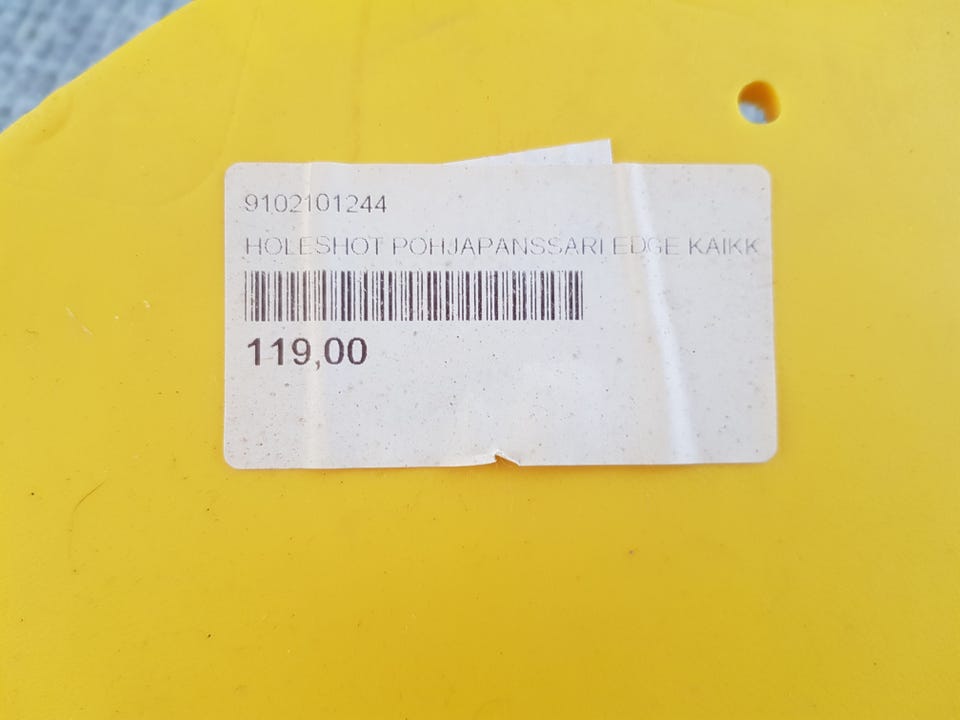 9102101244
HOLESHOT POHJAPANSSARI EDGE KAIKK
119,00